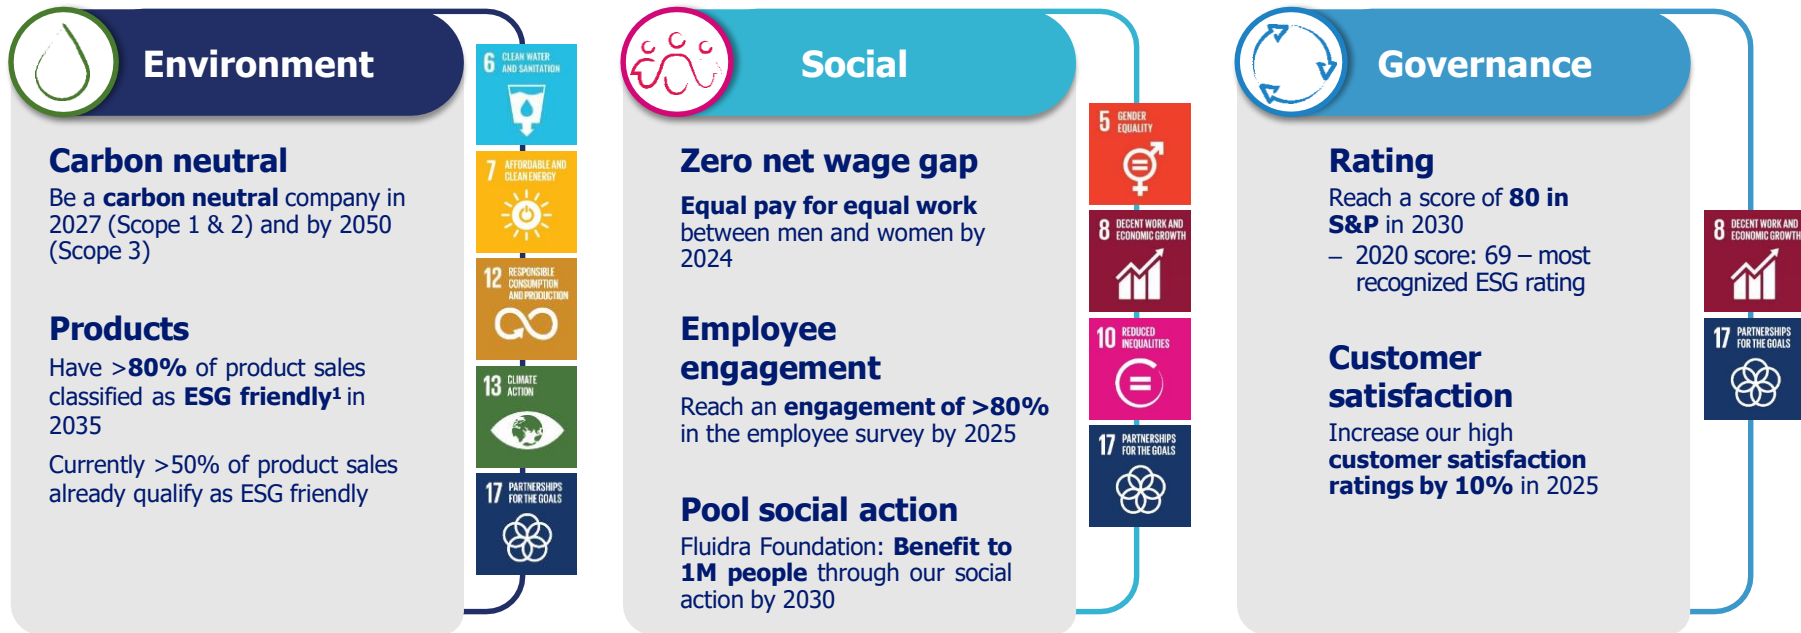 Environment
Carbon neutral
Be a carbon neutral company in
2027 (Scope 1 & 2) and by 2050
(Scope 3)
Products
Have >80% of product sales
classified as ESG friendly¹ in
2035
Currently >50% of product sales
already qualify as ESG friendly
6 CLEAN WATER
AND SANITATION
7 AFFORDABLE AND
CLEAN ENERGY
12 RESPONSIBLE
CONSUMPTION
AND PRODUCTION
13 CLIMATE
ACTION
17 PARTNERSHIPS
FOR THE GOALS
Social
Zero net wage gap
Equal pay for equal work
between men and women by
2024
Employee
engagement
Reach an engagement of >80%
in the employee survey by 2025
Pool social action
Fluidra Foundation: Benefit to
1M people through our social
action by 2030
5 GENDER
EQUALITY
8 DECENT WORK AND
ECONOMIC GROWTH
10 REDUCED
INEQUALITIES
17 PARTNERSHIPS
FOR THE GOALS
Governance
Rating
Reach a score of 80 in
S&P in 2030
– 2020 score: 69 – most
recognized ESG rating
Customer
satisfaction
Increase our high
customer satisfaction
ratings by 10% in 2025
8 DECENT WORK AND
ECONOMIC GROWTH
17 PARTNERSHIPS
FOR THE GOALS